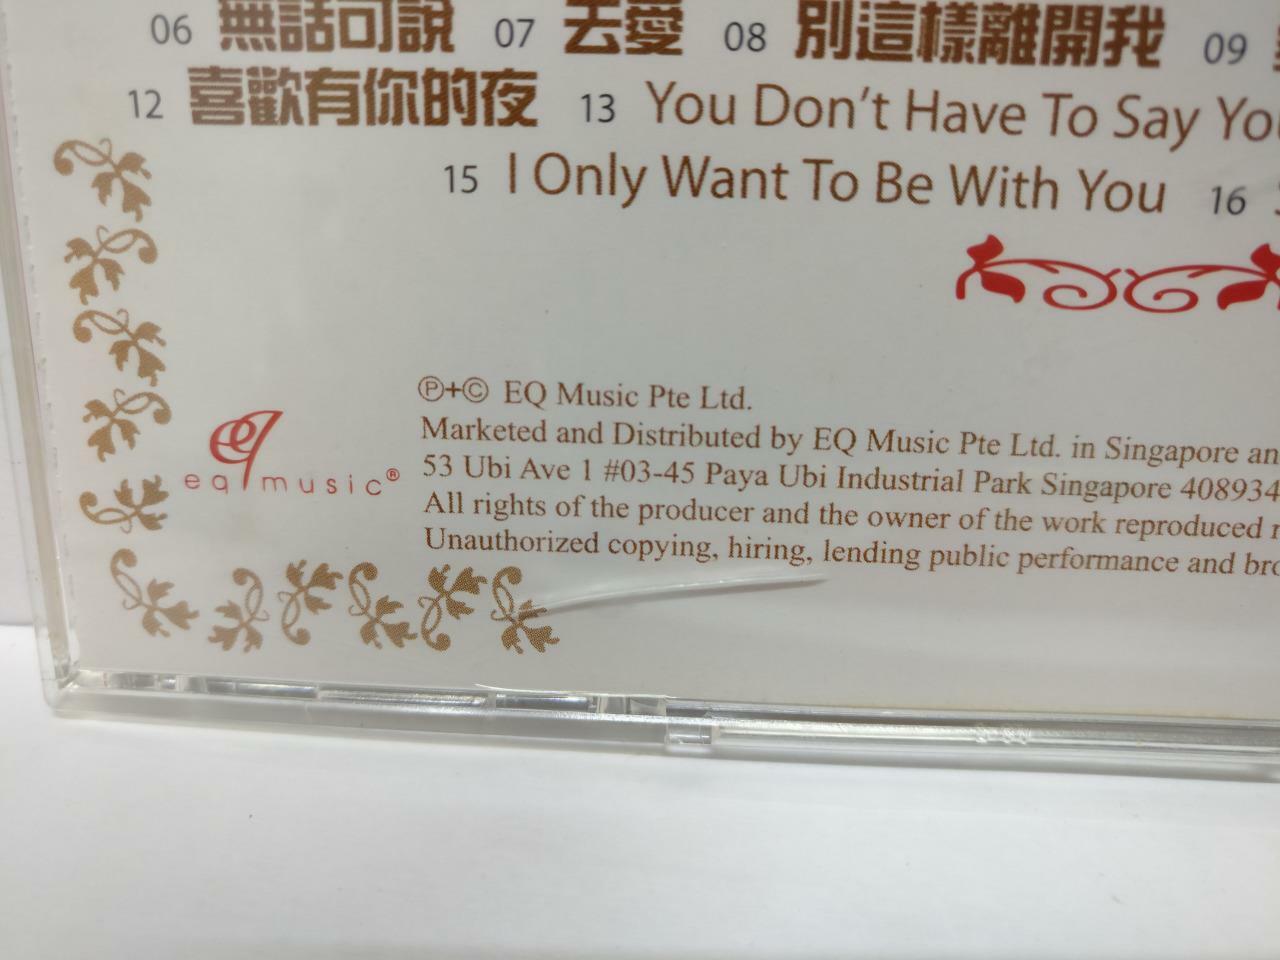 06 無話可說 07 去愛 08 別這樣離開我 09
12 喜歡有你的夜 13 You Don't Have To Say
15 I Only Want To Be With You 16
℗+© EQ Music Pte Ltd.
Marketed and Distributed by EQ Music Pte Ltd. in Singapore
53 Ubi Ave 1 #03-45 Paya Ubi Industrial Park Singapore 408934
All rights of the producer and the owner of the work reproduced
Unauthorized copying, hiring, lending public performance and
eq music®